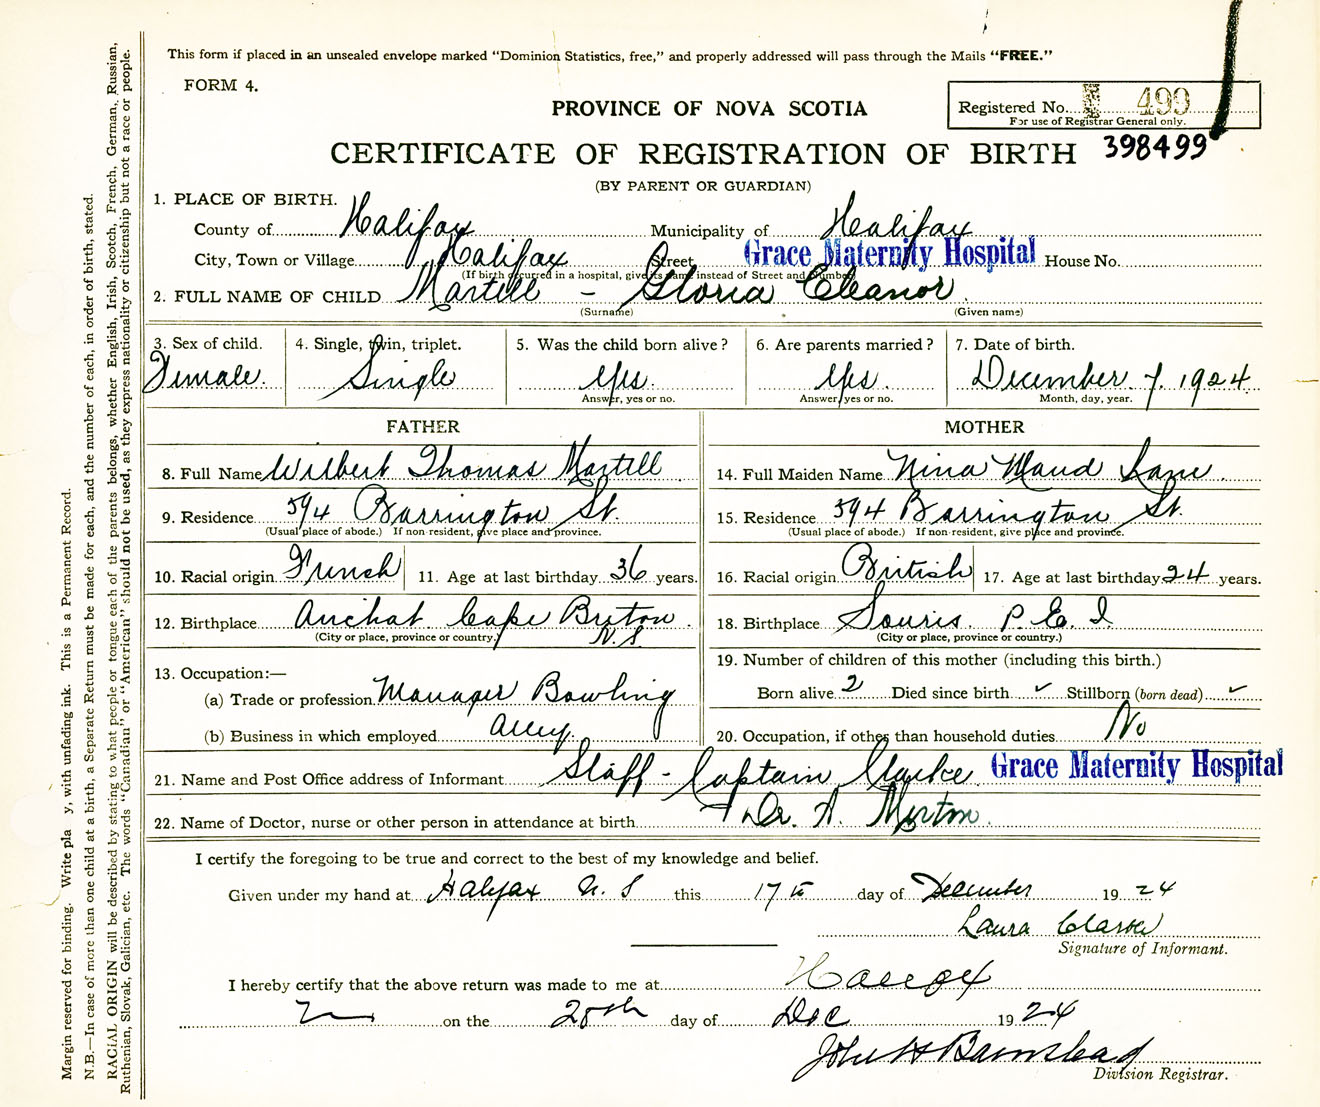 This form if placed in an unsealed envelope marked "Dominion Statistics, free," and properly addressed will pass through the Mails "FREE."
FORM 4.
PROVINCE OF NOVA SCOTIA
Registered No. 499
For use of Registrar General only.
CERTIFICATE OF REGISTRATION OF BIRTH 398499
(BY PARENT OR GUARDIAN)
1. PLACE OF BIRTH.
County of Halifax Municipality of Halifax
City, Town or Village Halifax Street Grace Maternity Hospital House No.
(If birth occurred in a hospital, give its name instead of Street and Number)
2. FULL NAME OF CHILD Martell - Gloria Eleanor.
(Surname) (Given name)
3. Sex of child. 4. Single, twin, triplet. 5. Was the child born alive? 6. Are parents married? 7. Date of birth.
Female. Single Yes. Yes. December 7. 1924.
Answer, yes or no. Answer, yes or no. Month, day, year.
FATHER
8. Full Name Wilbert Thomas Martell
9. Residence 594 Barrington St.
(Usual place of abode.) If non-resident, give place and province.
10. Racial origin French 11. Age at last birthday 36 years.
12. Birthplace Arichat Cape Breton.
(City or place, province or country.) N.S.
13. Occupation:—
(a) Trade or profession Manager Bowling
(b) Business in which employed Alley.
MOTHER
14. Full Maiden Name Nina Maud Lane.
15. Residence 594 Barrington St.
(Usual place of abode.) If non-resident, give place and province.
16. Racial origin British 17. Age at last birthday 24 years.
18. Birthplace Souris. P.E.I.
(City or place, province or country.)
19. Number of children of this mother (including this birth.)
Born alive 2 Died since birth ✓ Stillborn (born dead) ✓
20. Occupation, if other than household duties No
21. Name and Post Office address of Informant Staff - Captain Clarke. Grace Maternity Hospital
22. Name of Doctor, nurse or other person in attendance at birth Dr. A. Morton.
I certify the foregoing to be true and correct to the best of my knowledge and belief.
Given under my hand at Halifax N. S this 17th day of December 1924
Laura Clarke
Signature of Informant.
I hereby certify that the above return was made to me at Halifax
on the 20th day of Dec 1924
John H Barnstead
Division Registrar.
Margin reserved for binding. Write pla y, with unfading ink. This is a Permanent Record.
N.B.—In case of more than one child at a birth, a Separate Return must be made for each, and the number of each, in order of birth, stated.
RACIAL ORIGIN will be described by stating to what people or tongue each of the parents belongs, whether English, Irish, Scotch, French, German, Russian,
Ruthenian, Slovak, Galician, etc. The words "Canadian" or "American" should not be used, as they express nationality or citizenship but not a race or people.